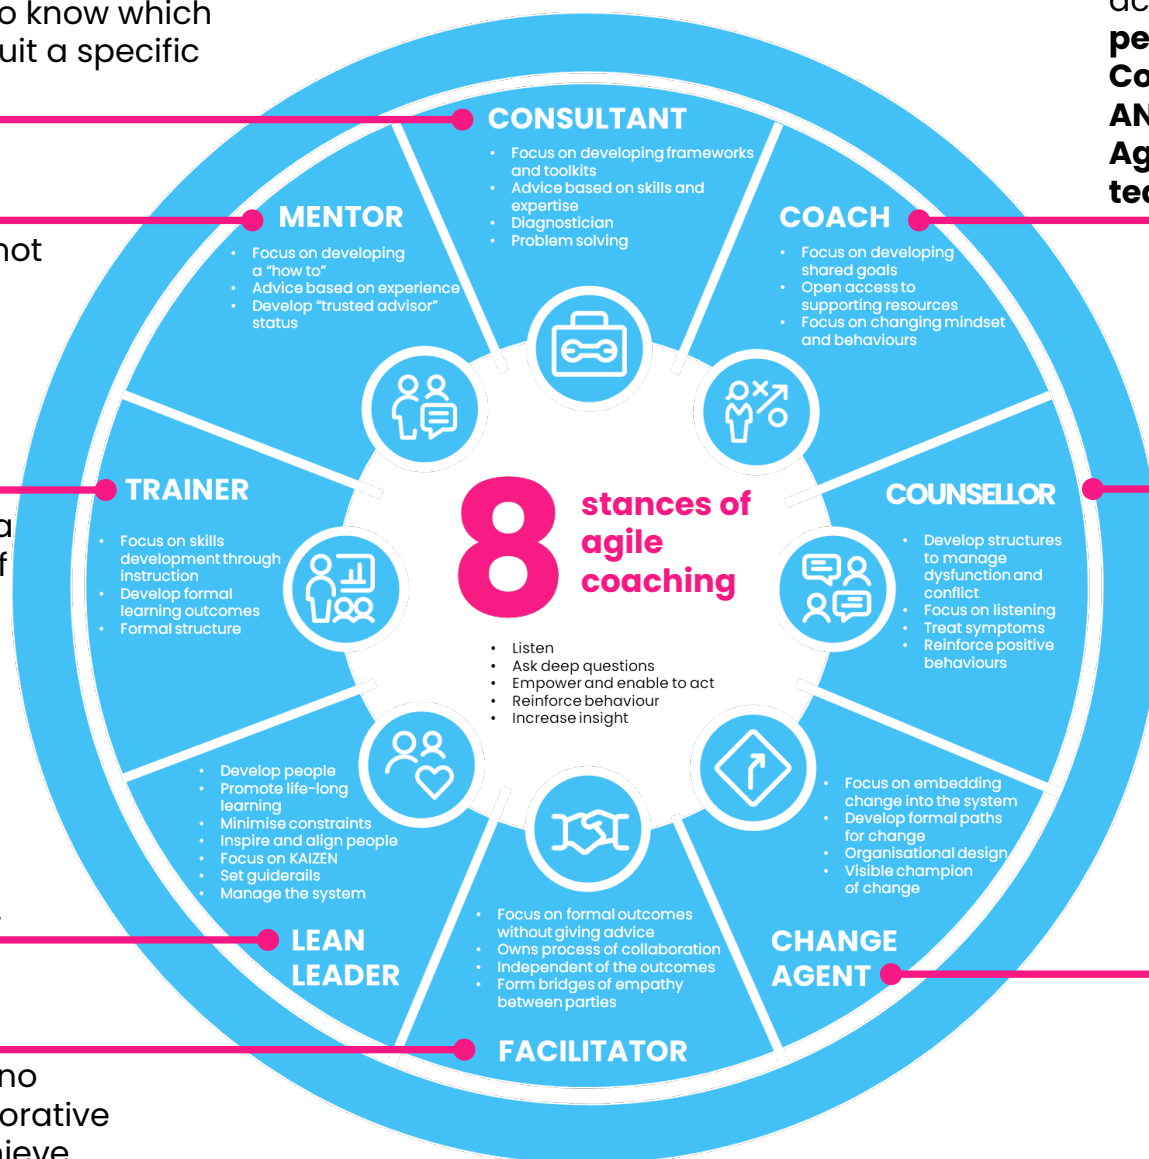 o know which
uit a specific
pe
Co
AN
Ag
tec
CONSULTANT
• Focus on developing frameworks
and toolkits
• Advice based on skills and
expertise
• Diagnostician
• Problem solving
MENTOR
• Focus on developing
a “how to”
• Advice based on experience
• Develop “trusted advisor”
status
COACH
• Focus on developing
shared goals
• Open access to
supporting resources
• Focus on changing mindset
and behaviours
not
TRAINER
• Focus on skills
development through
instruction
• Develop formal
learning outcomes
• Formal structure
a
f
8
stances of
agile
coaching
• Listen
• Ask deep questions
• Empower and enable to act
• Reinforce behaviour
• Increase insight
COUNSELLOR
• Develop structures
to manage
dysfunction and
conflict
• Focus on listening
• Treat symptoms
• Reinforce positive
behaviours
• Develop people
• Promote life-long
learning
• Minimise constraints
• Inspire and align people
• Focus on KAIZEN
• Set guiderails
• Manage the system
LEAN
LEADER
• Focus on formal outcomes
without giving advice
• Owns process of collaboration
• Independent of the outcomes
• Form bridges of empathy
between parties
FACILITATOR
• Focus on embedding
change into the system
• Develop formal paths
for change
• Organisational design
• Visible champion
of change
CHANGE
AGENT
no
orative
hieve